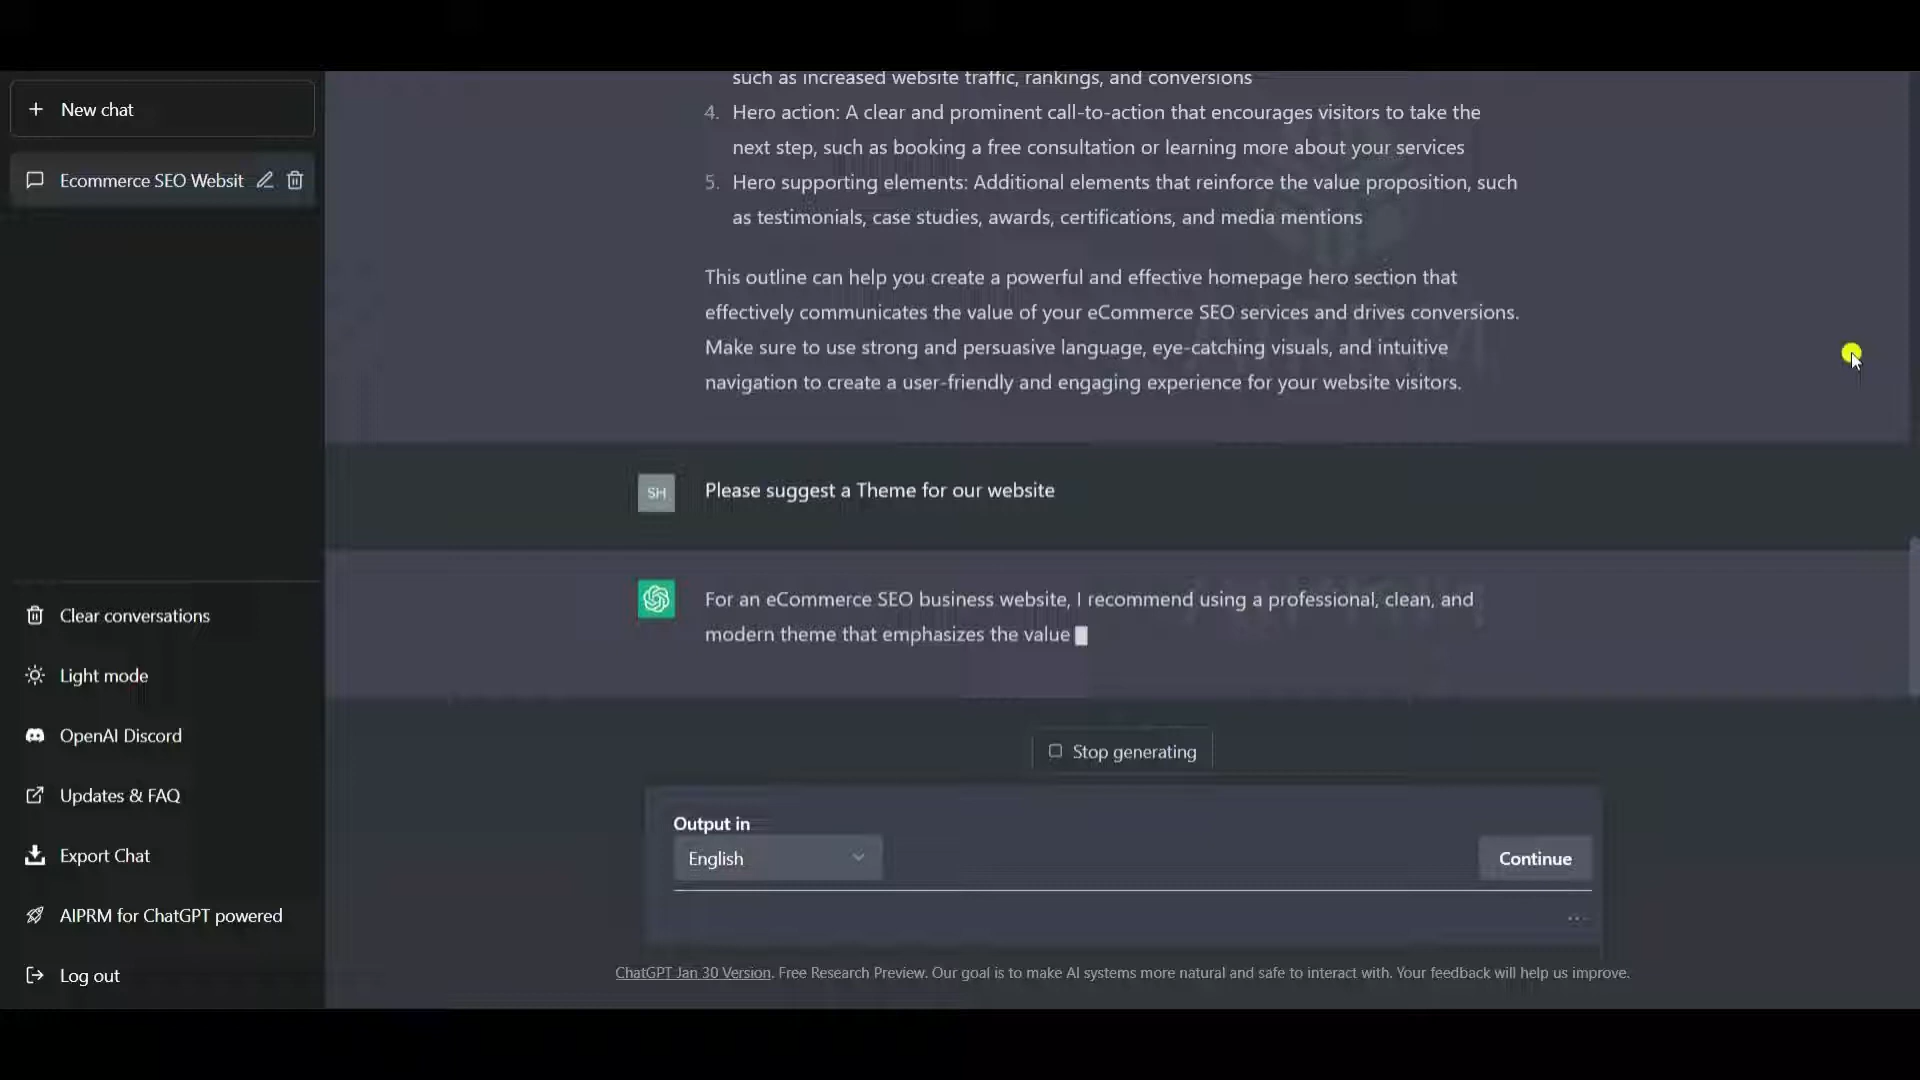 New chat
Ecommerce SEO Websit
such as increased website traffic, rankings, and conversions
4. Hero action: A clear and prominent call-to-action that encourages visitors to take the
next step, such as booking a free consultation or learning more about your services
5. Hero supporting elements: Additional elements that reinforce the value proposition, such
as testimonials, case studies, awards, certifications, and media mentions
This outline can help you create a powerful and effective homepage hero section that
effectively communicates the value of your eCommerce SEO services and drives conversions.
Make sure to use strong and persuasive language, eye-catching visuals, and intuitive
navigation to create a user-friendly and engaging experience for your website visitors.
SH
Please suggest a Theme for our website
For an eCommerce SEO business website, I recommend using a professional, clean, and
modern theme that emphasizes the value
Stop generating
Output in
English
Continue
ChatGPT Jan 30 Version. Free Research Preview. Our goal is to make AI systems more natural and safe to interact with. Your feedback will help us improve.
Clear conversations
Light mode
OpenAI Discord
Updates & FAQ
Export Chat
AIPRM for ChatGPT powered
Log out